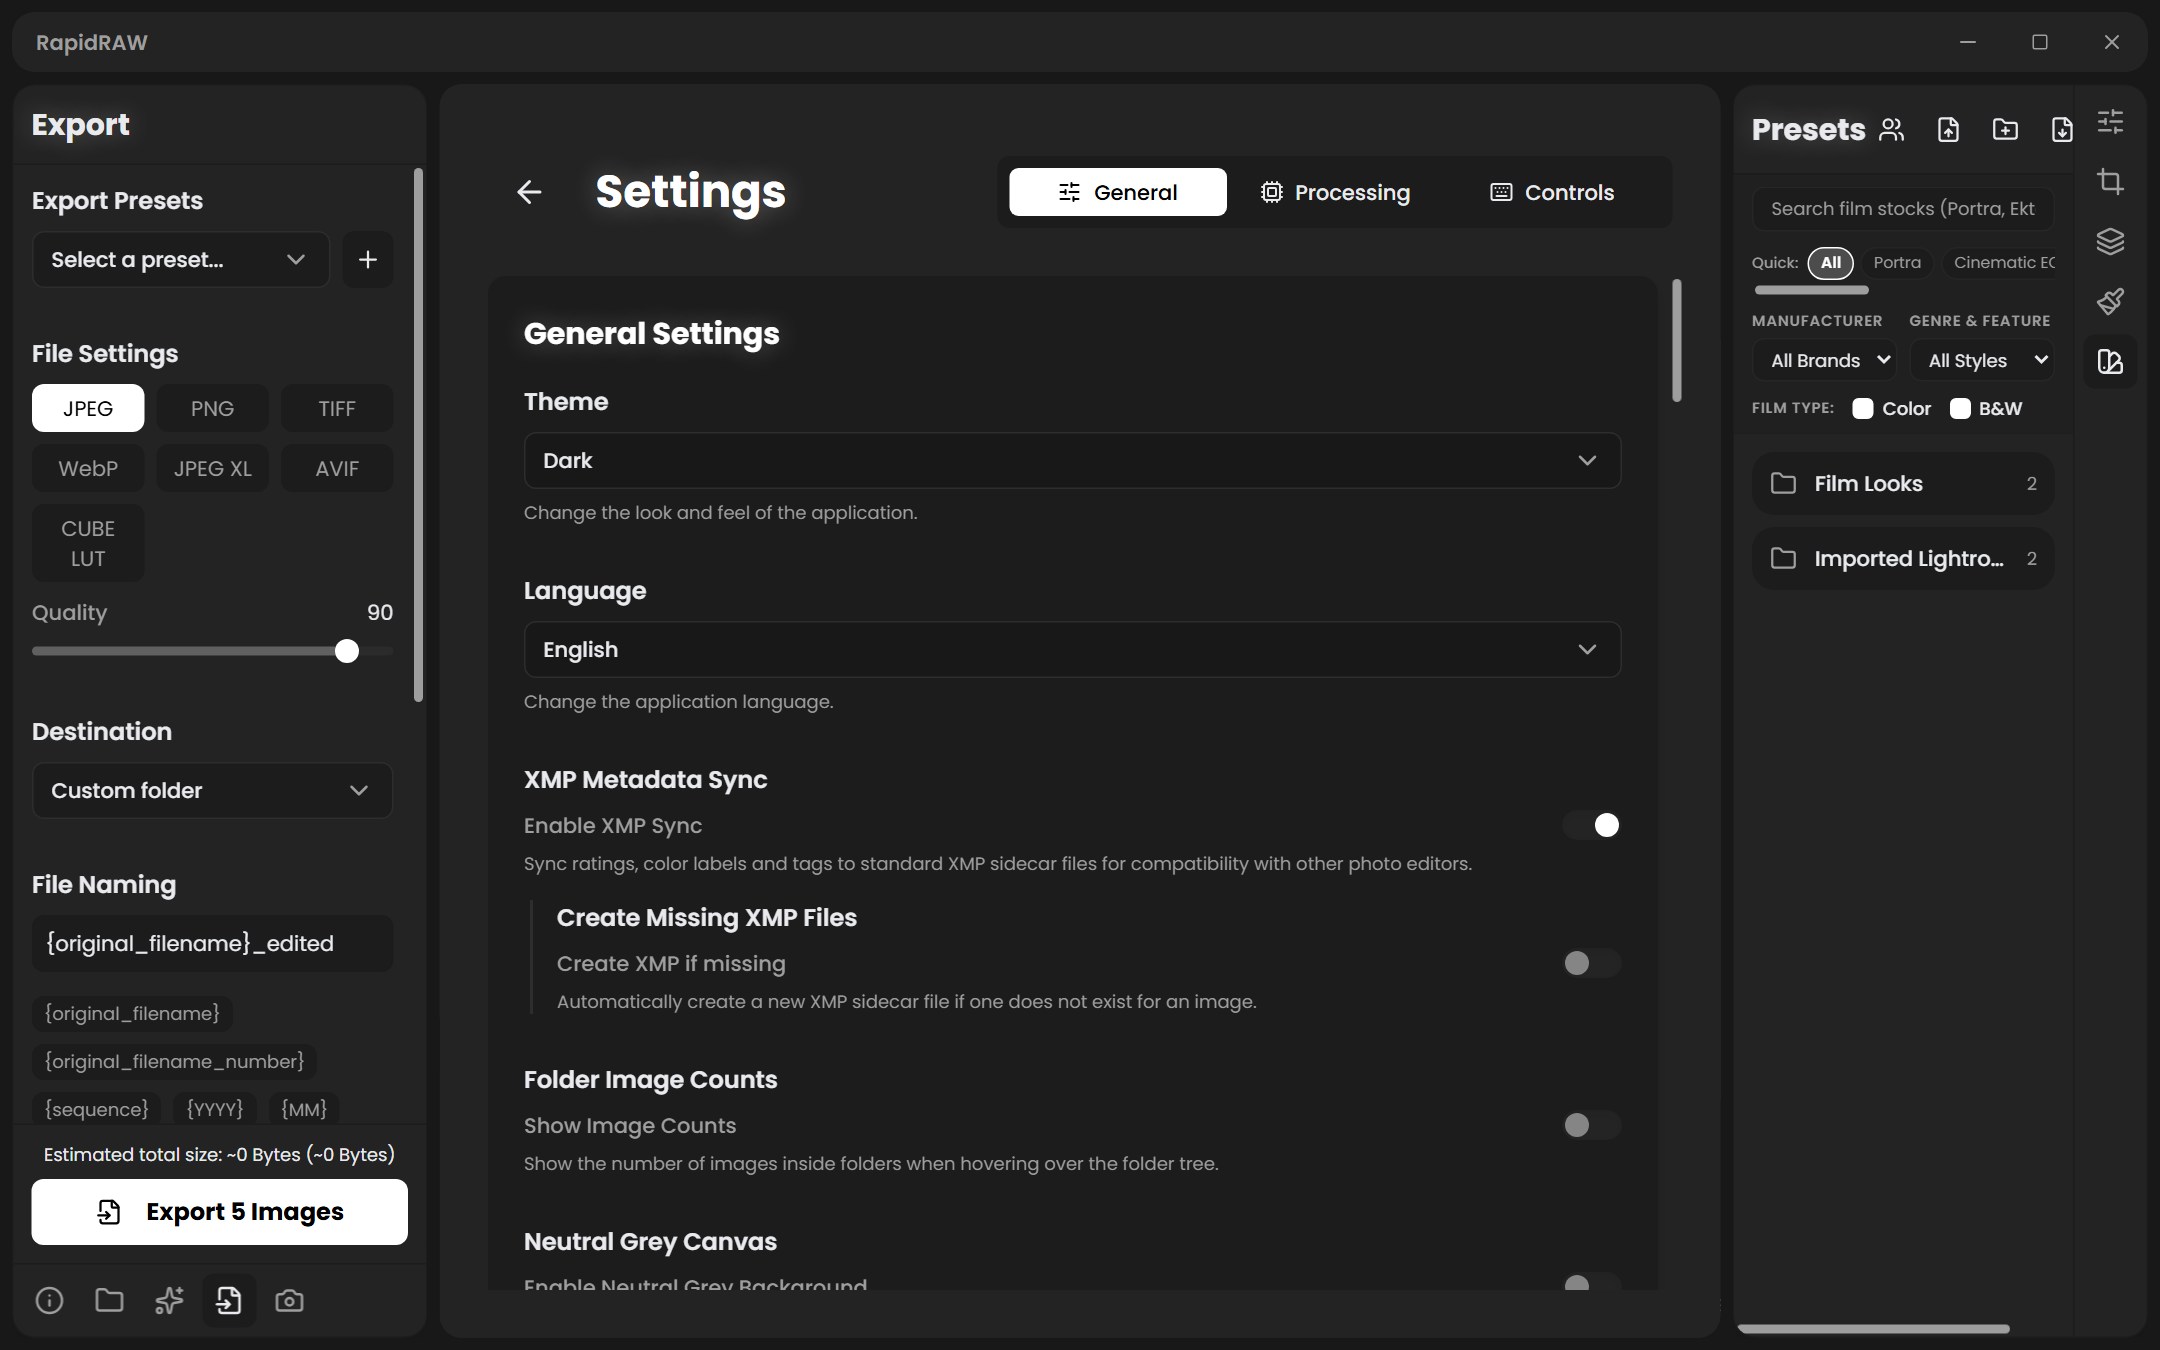 RapidRAW
Export
Export Presets
Select a preset...
File Settings
JPEG
PNG
TIFF
WebP
JPEG XL
AVIF
CUBE
LUT
Quality
90
Destination
Custom folder
File Naming
{original_filename}_edited
{original_filename}
{original_filename_number}
{sequence}
{YYYY}
{MM}
Estimated total size: ~0 Bytes (~0 Bytes)
Export 5 Images
Settings
General
Processing
Controls
General Settings
Theme
Dark
Change the look and feel of the application.
Language
English
Change the application language.
XMP Metadata Sync
Enable XMP Sync
Sync ratings, color labels and tags to standard XMP sidecar files for compatibility with other photo editors.
Create Missing XMP Files
Create XMP if missing
Automatically create a new XMP sidecar file if one does not exist for an image.
Folder Image Counts
Show Image Counts
Show the number of images inside folders when hovering over the folder tree.
Neutral Grey Canvas
Enable Neutral Grey Background
Presets
Search film stocks (Portra, Ekt
Quick:
All
Portra
Cinematic EC
MANUFACTURER
GENRE & FEATURE
All Brands
All Styles
FILM TYPE:
Color
B&W
Film Looks
2
Imported Lightro...
2